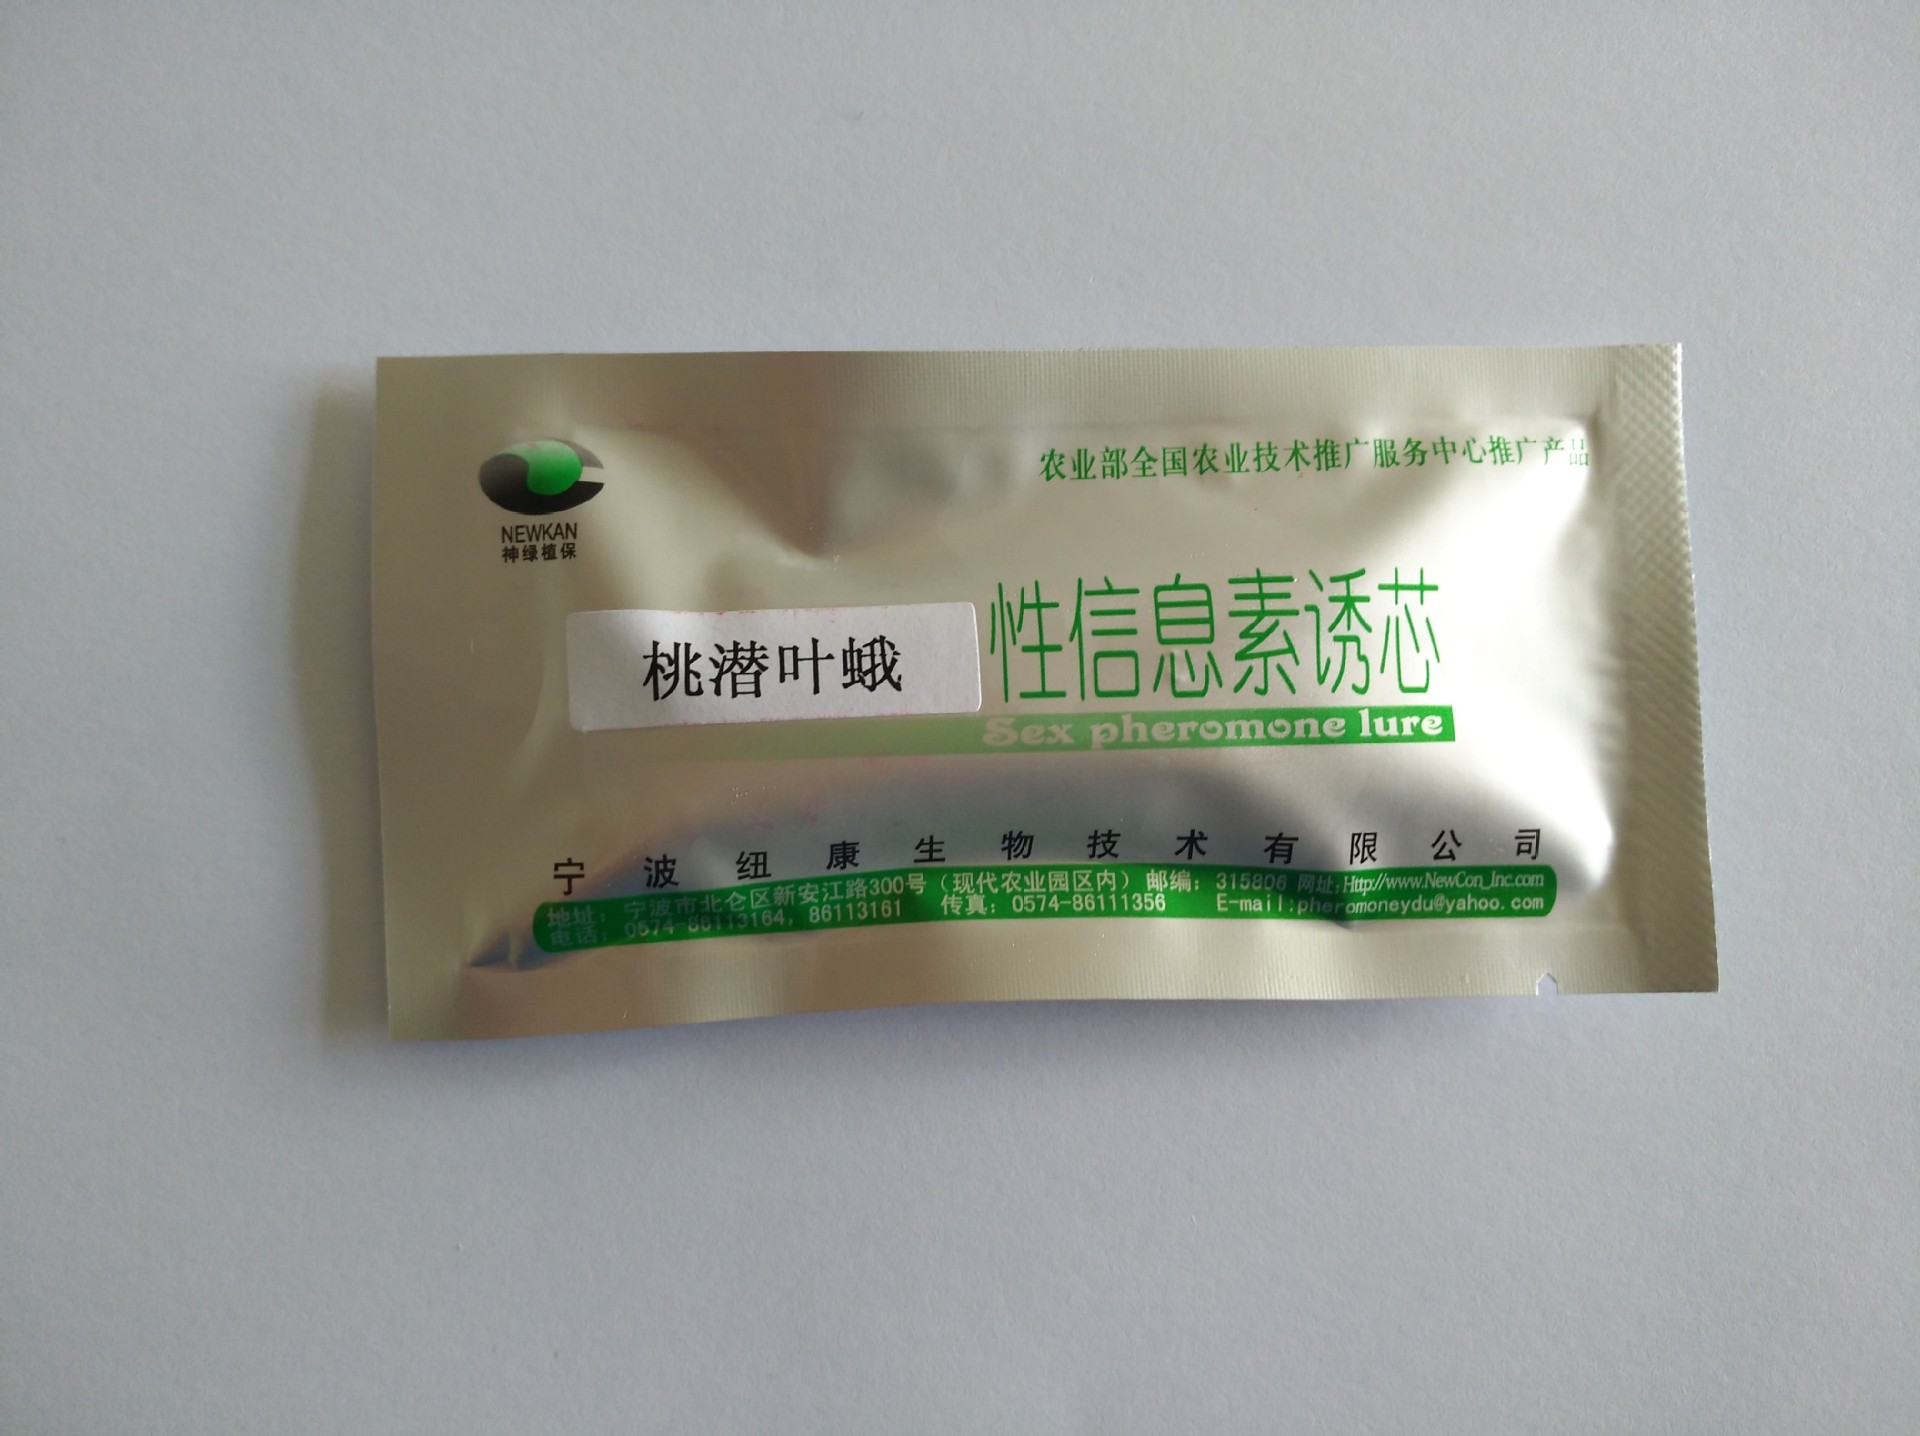 农业部全国农业技术推广服务中心推广产品
NEWKAN
神绿植保
桃潜叶蛾
性信息素诱芯
Sex pheromone lure
宁波纽康生物技术有限公司
地址：宁波市北仑区新安江路300号（现代农业园区内）邮编：315806 网址:Http://www.NewCon_Inc.com
电话：0574-86113164，86113161 传真：0574-86111356 E-mail:pheromoneydu@yahoo.com